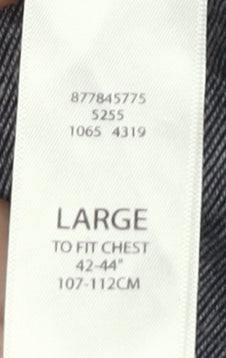 877845775
5255
1065 4319
LARGE
TO FIT CHEST
42-44"
107-112CM